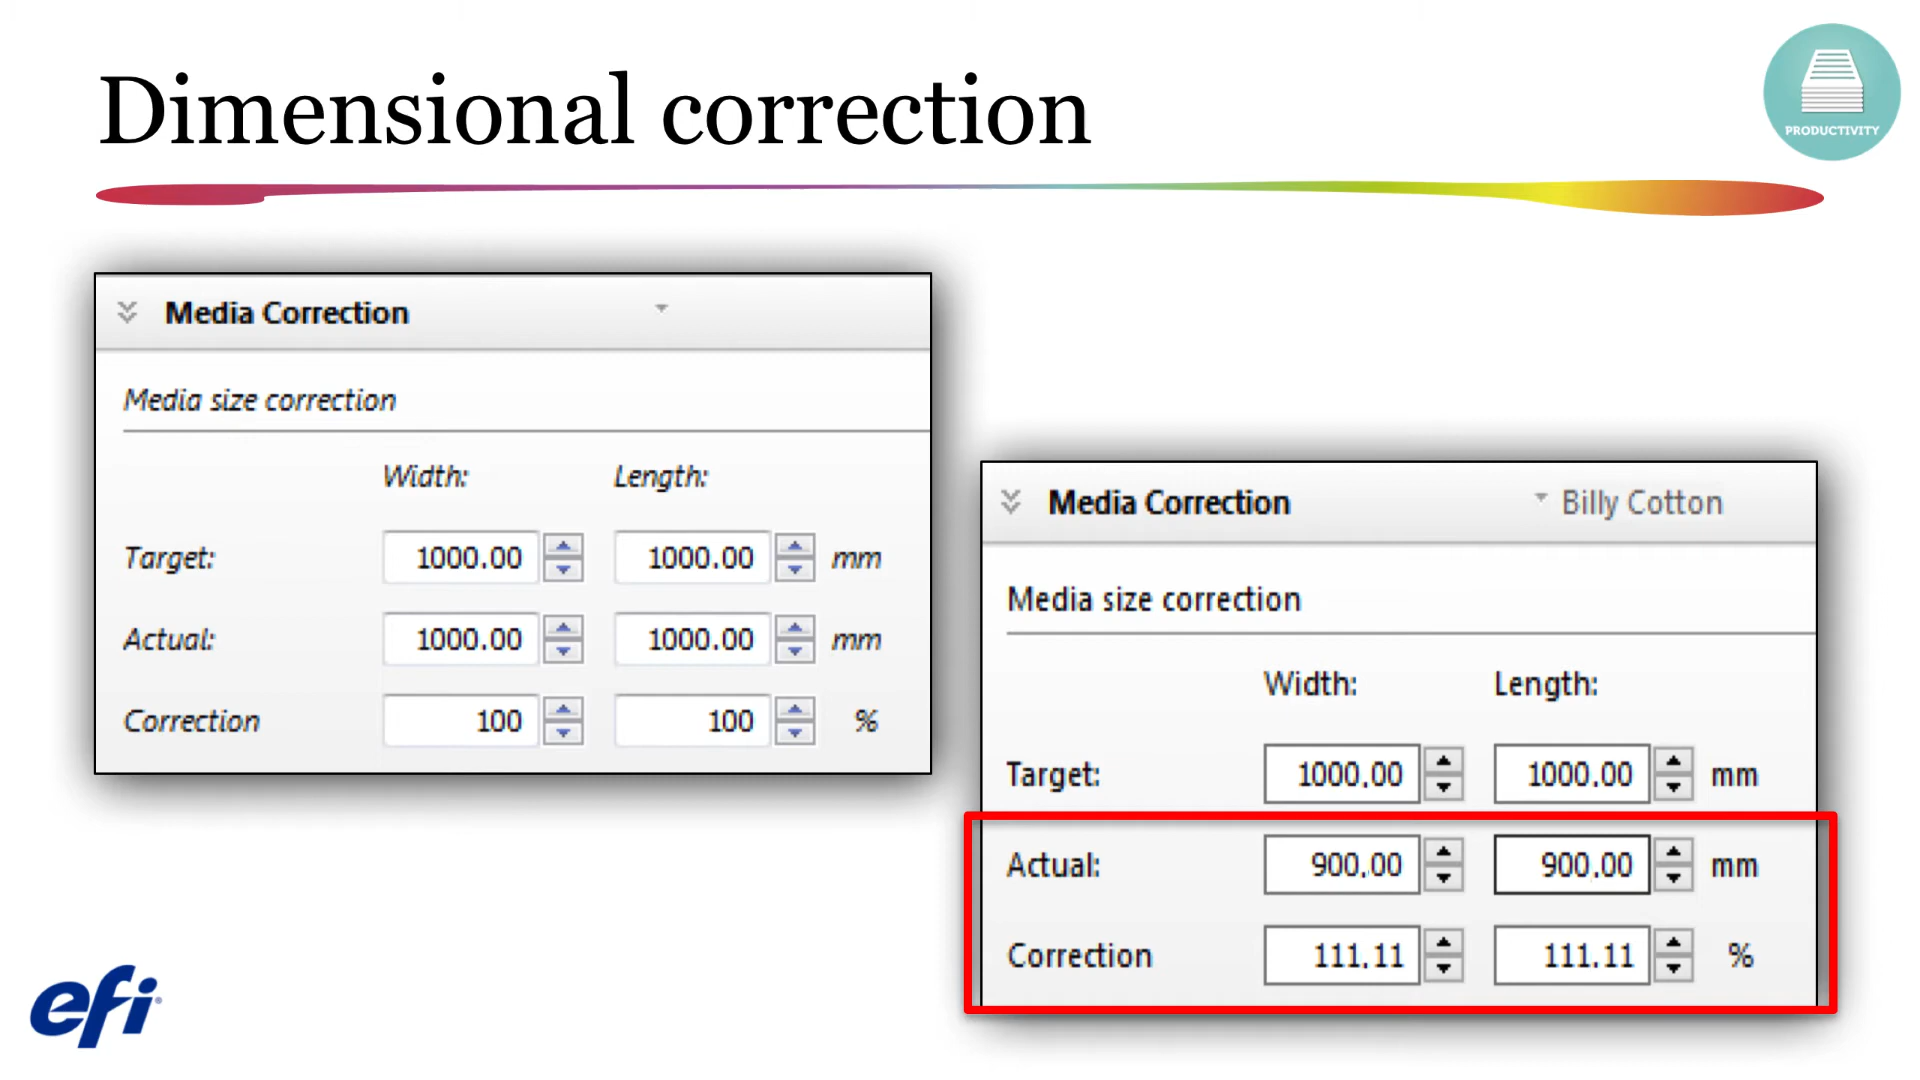 Dimensional correction
PRODUCTIVITY
Media Correction
Media size correction
Width: Length:
Target: 1000.00 1000.00 mm
Actual: 1000.00 1000.00 mm
Correction 100 100 %
Media Correction Billy Cotton
Media size correction
Width: Length:
Target: 1000.00 1000.00 mm
Actual: 900.00 900.00 mm
Correction 111.11 111.11 %
efi